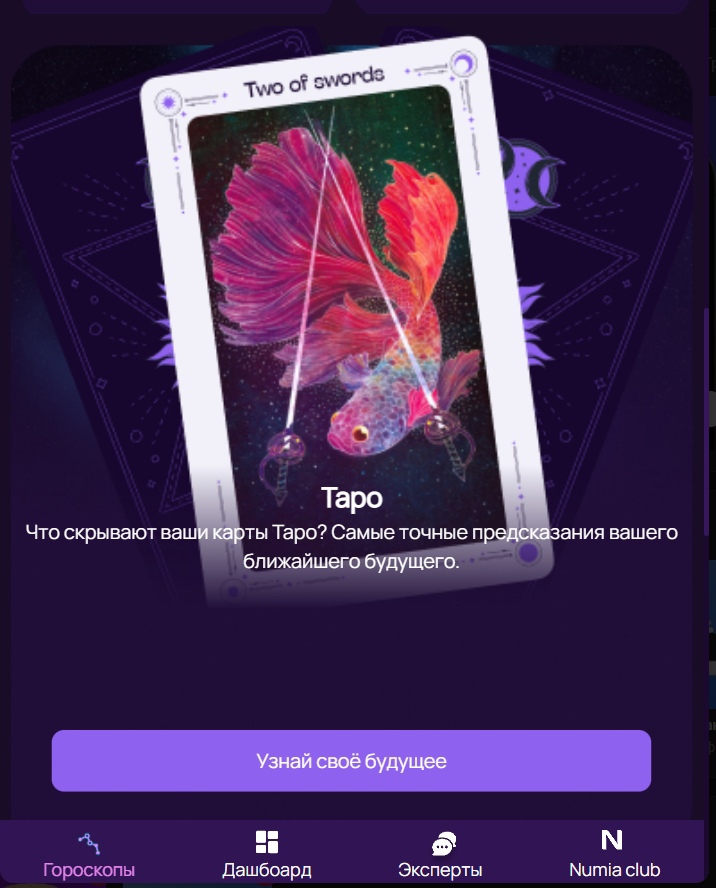 Two of swords
Таро
Что скрывают ваши карты Таро? Самые точные предсказания вашего
ближайшего будущего.
Узнай своё будущее
Гороскопы
Дашбоард
Эксперты
Numia club